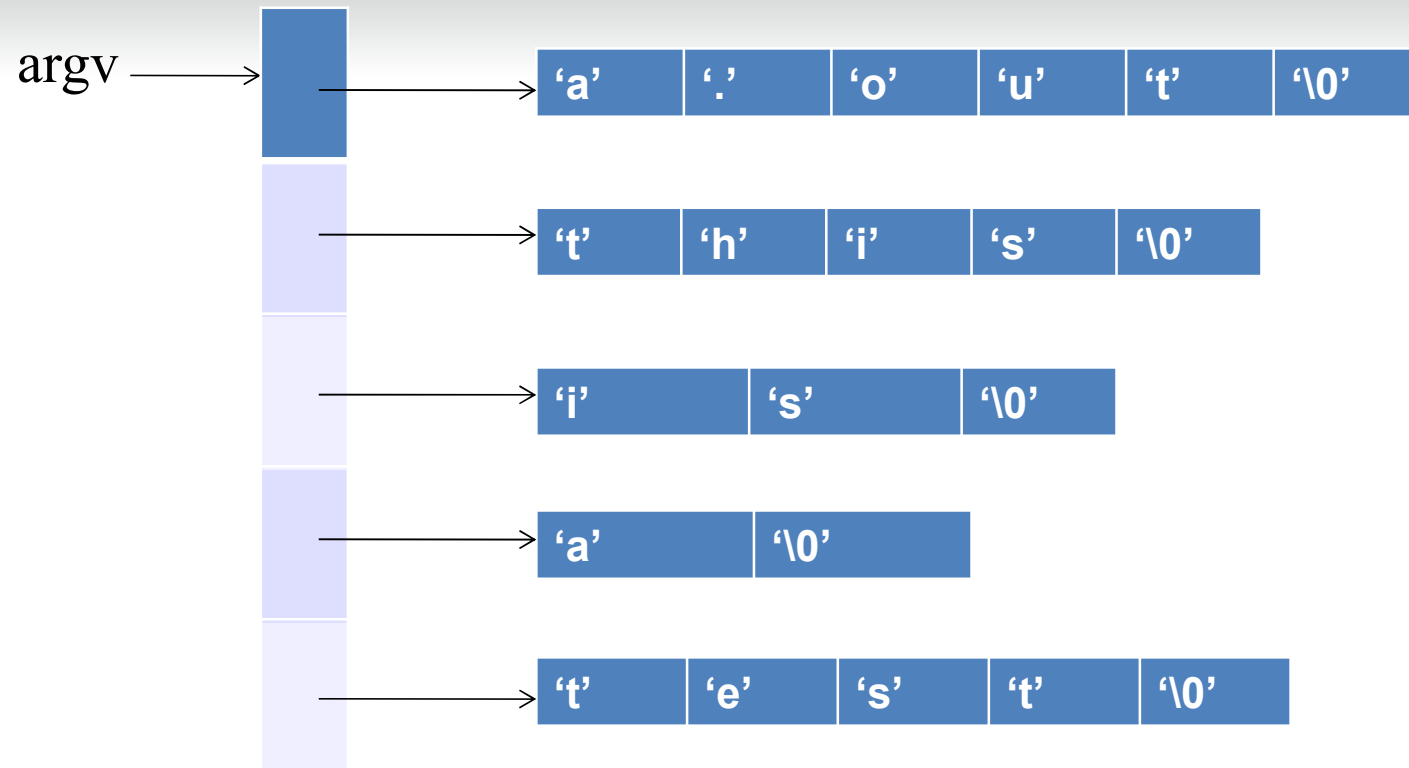 argv
‘a’ ‘.’ ‘o’ ‘u’ ‘t’ ‘\0’
‘t’ ‘h’ ‘i’ ‘s’ ‘\0’
‘i’ ‘s’ ‘\0’
‘a’ ‘\0’
‘t’ ‘e’ ‘s’ ‘t’ ‘\0’